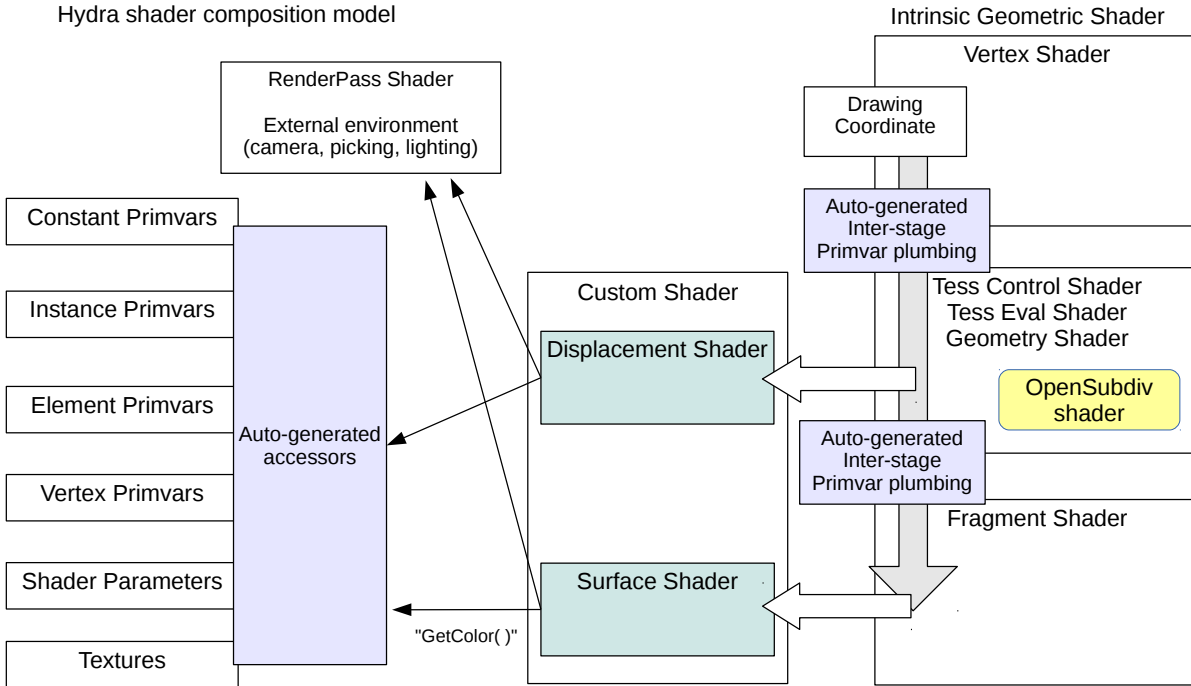 Hydra shader composition model
Intrinsic Geometric Shader
Vertex Shader
RenderPass Shader
External environment
(camera, picking, lighting)
Drawing
Coordinate
Constant Primvars
Instance Primvars
Element Primvars
Vertex Primvars
Shader Parameters
Textures
Auto-generated
accessors
Custom Shader
Displacement Shader
Surface Shader
"GetColor( )"
Auto-generated
Inter-stage
Primvar plumbing
Tess Control Shader
Tess Eval Shader
Geometry Shader
OpenSubdiv
shader
Auto-generated
Inter-stage
Primvar plumbing
Fragment Shader